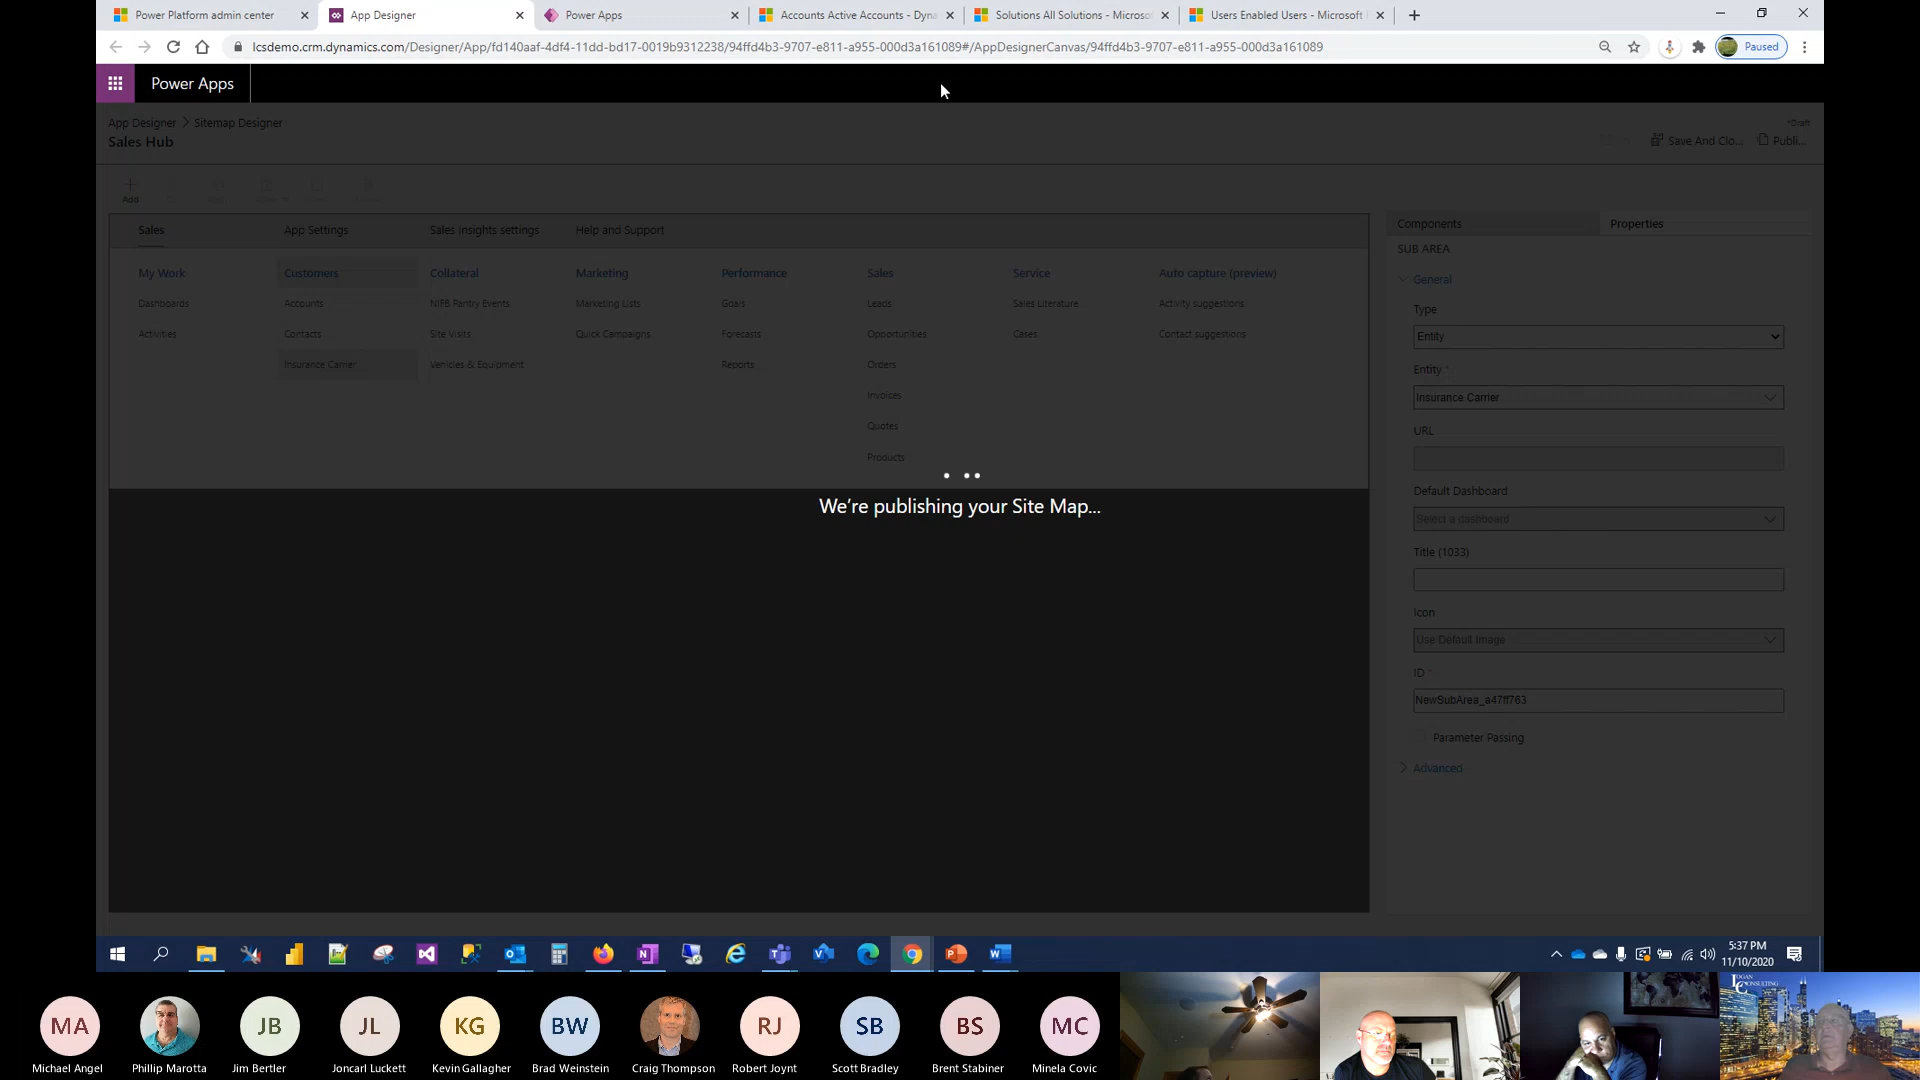 Power Platform admin center
App Designer
Power Apps
Accounts Active Accounts - Dyna
Solutions All Solutions - Microso
Users Enabled Users - Microsoft
lcsdemo.crm.dynamics.com/Designer/App/fd140aaf-4df4-11dd-bd17-0019b9312238/94ffd4b3-9707-e811-a955-000d3a161089#/AppDesignerCanvas/94ffd4b3-9707-e811-a955-000d3a161089
Paused
Power Apps
App Designer > Sitemap Designer
Sales Hub
*Draft
Save And Clo...
Publi...
Add
Sales
App Settings
Sales insights settings
Help and Support
My Work
Dashboards
Activities
Customers
Accounts
Contacts
Insurance Carrier
Collateral
NIFB Pantry Events
Site Visits
Vehicles & Equipment
Marketing
Marketing Lists
Quick Campaigns
Performance
Goals
Forecasts
Reports
Sales
Leads
Opportunities
Orders
Invoices
Quotes
Products
Service
Sales Literature
Cases
Auto capture (preview)
Activity suggestions
Contact suggestions
We're publishing your Site Map...
Components
Properties
SUB AREA
General
Type
Entity
Entity *
Insurance Carrier
URL
Default Dashboard
Select a dashboard
Title (1033)
Icon
Use Default Image
ID *
NewSubArea_a47ff763
Parameter Passing
Advanced
5:37 PM
11/10/2020
MA
Michael Angel
Phillip Marotta
JB
Jim Bertler
JL
Joncarl Luckett
KG
Kevin Gallagher
BW
Brad Weinstein
Craig Thompson
RJ
Robert Joynt
SB
Scott Bradley
BS
Brent Stabiner
MC
Minela Covic